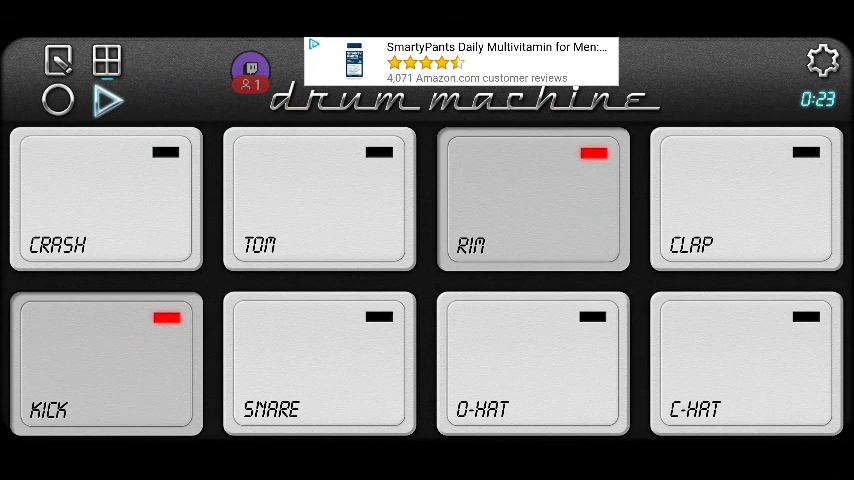 SmartyPants Daily Multivitamin for Men:...
4,071 Amazon.com customer reviews
1
drum machine
0:23
CRASH
TOM
RIM
CLAP
KICK
SNARE
O-HAT
C-HAT